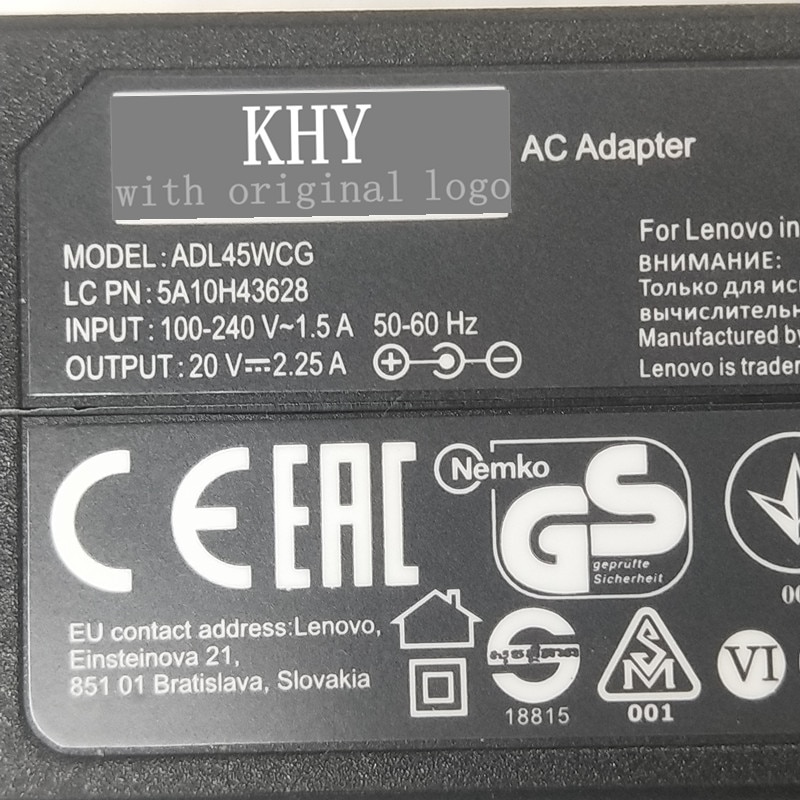 KHY
with original logo
AC Adapter
MODEL : ADL45WCG
LC PN : 5A10H43628
INPUT : 100-240 V~1.5 A 50-60 Hz
OUTPUT : 20 V⎓2.25 A
For Lenovo in
ВНИМАНИЕ:
Только для ис
вычислительн
Manufactured by
Lenovo is trader
CE EAC
Nemko
GS
geprüfte
Sicherheit
EU contact address:Lenovo,
Einsteinova 21,
851 01 Bratislava, Slovakia
18815
SM
001
VI